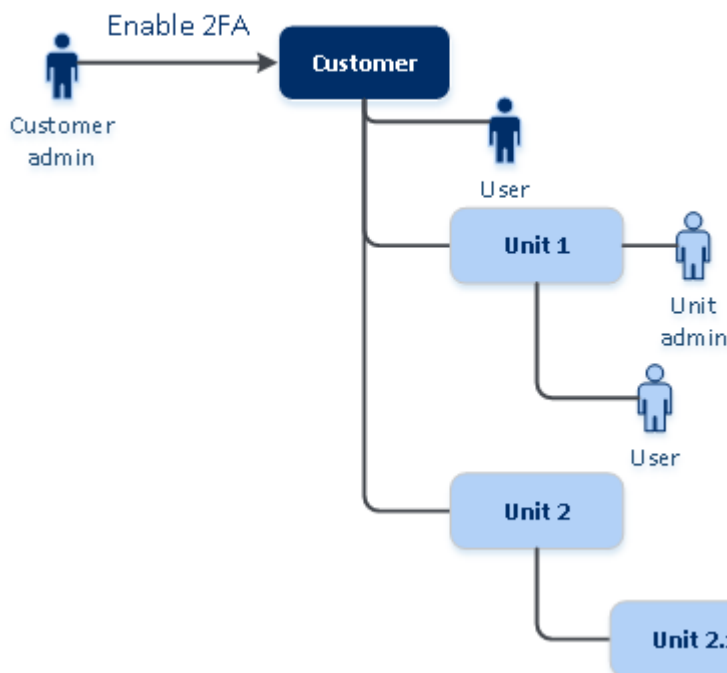 Enable 2FA
Customer
Customer
admin
User
Unit 1
Unit
admin
User
Unit 2
Unit 2.